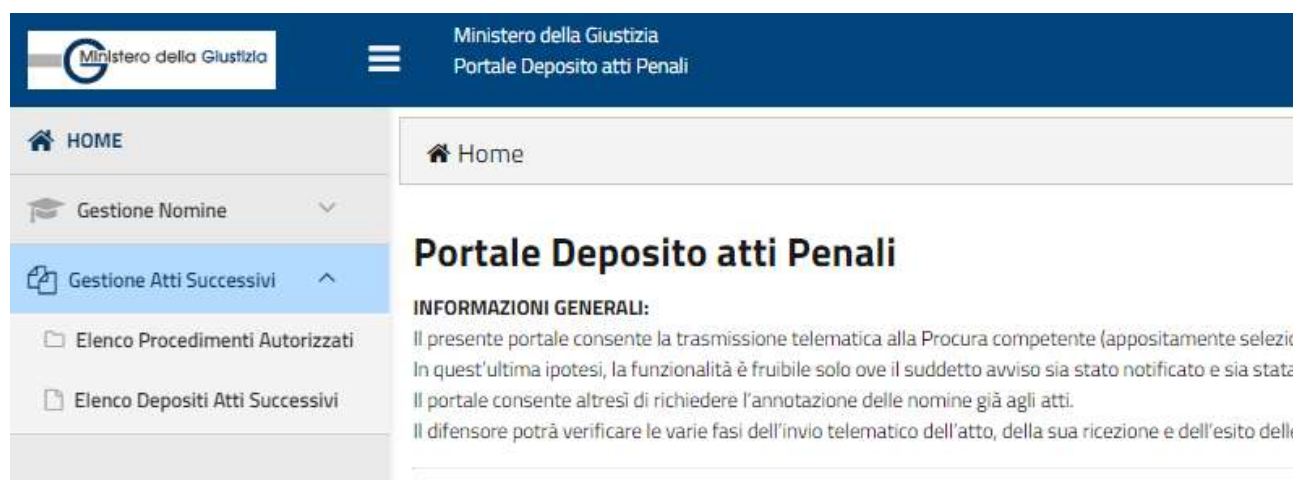 Ministero della Giustizia
Ministero della Giustizia
Portale Deposito atti Penali
HOME
Gestione Nomine
Gestione Atti Successivi
Elenco Procedimenti Autorizzati
Elenco Depositi Atti Successivi
Home
Portale Deposito atti Penali
INFORMAZIONI GENERALI:
Il presente portale consente la trasmissione telematica alla Procura competente (appositamente selezi
In quest'ultima ipotesi, la funzionalità è fruibile solo ove il suddetto avviso sia stato notificato e sia stata
Il portale consente altresì di richiedere l'annotazione delle nomine già agli atti.
Il difensore potrà verificare le varie fasi dell'invio telematico dell'atto, della sua ricezione e dell'esito delle